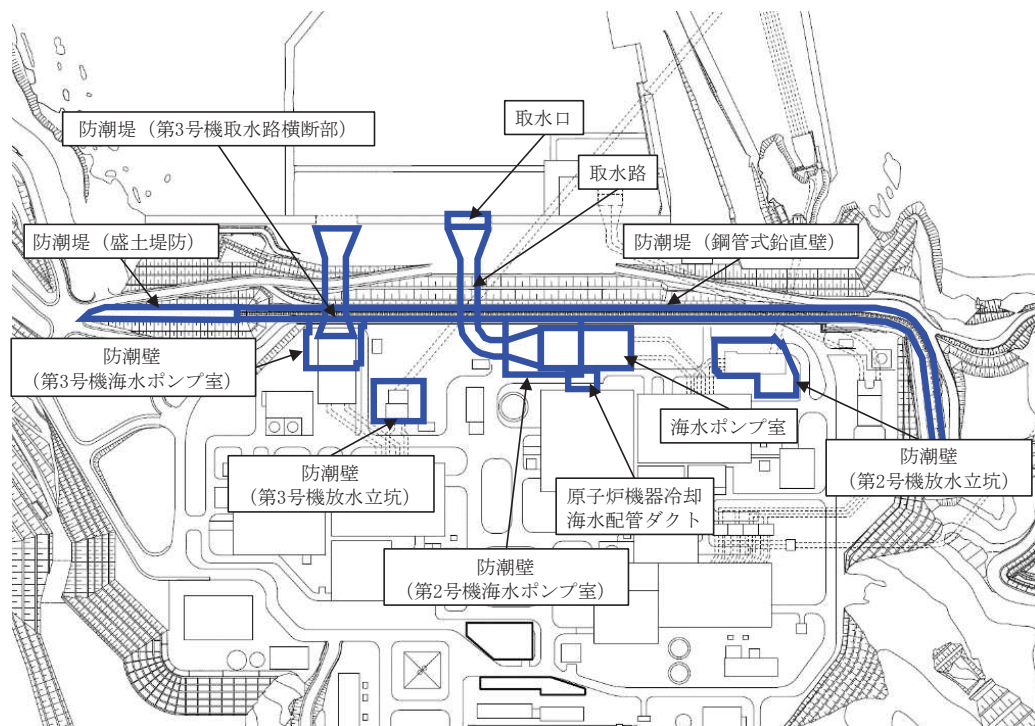 取水口
防潮堤（第3号機取水路横断部）
取水路
防潮堤（盛土堤防）
防潮堤（鋼管式鉛直壁）
防潮壁
（第3号機海水ポンプ室）
海水ポンプ室
防潮壁
（第3号機放水立坑）
原子炉機器冷却
海水配管ダクト
防潮壁
（第2号機放水立坑）
防潮壁
（第2号機海水ポンプ室）